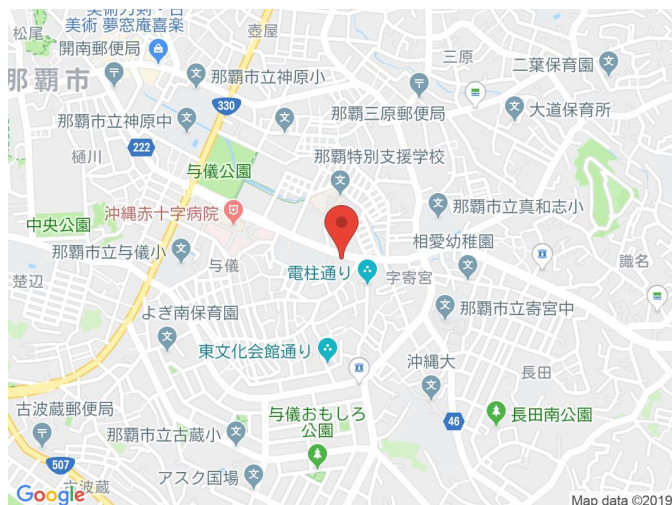 松尾
美術 夢窓庵喜楽
開南郵便局
壺屋
那覇市
那覇市立神原小
三原
二葉保育園
330
那覇三原郵便局
大道保育所
那覇市立神原中
樋川
222
与儀公園
那覇特別支援学校
沖縄赤十字病院
那覇市立真和志小
中央公園
相愛幼稚園
那覇市立与儀小
与儀
識名
楚辺
電柱通り
字寄宮
よぎ南保育園
那覇市立寄宮中
東文化会館通り
沖縄大
長田
古波蔵郵便局
与儀おもしろ
公園
長田南公園
46
那覇市立古蔵小
507
アスク国場
古波蔵
Google
Map data ©2019